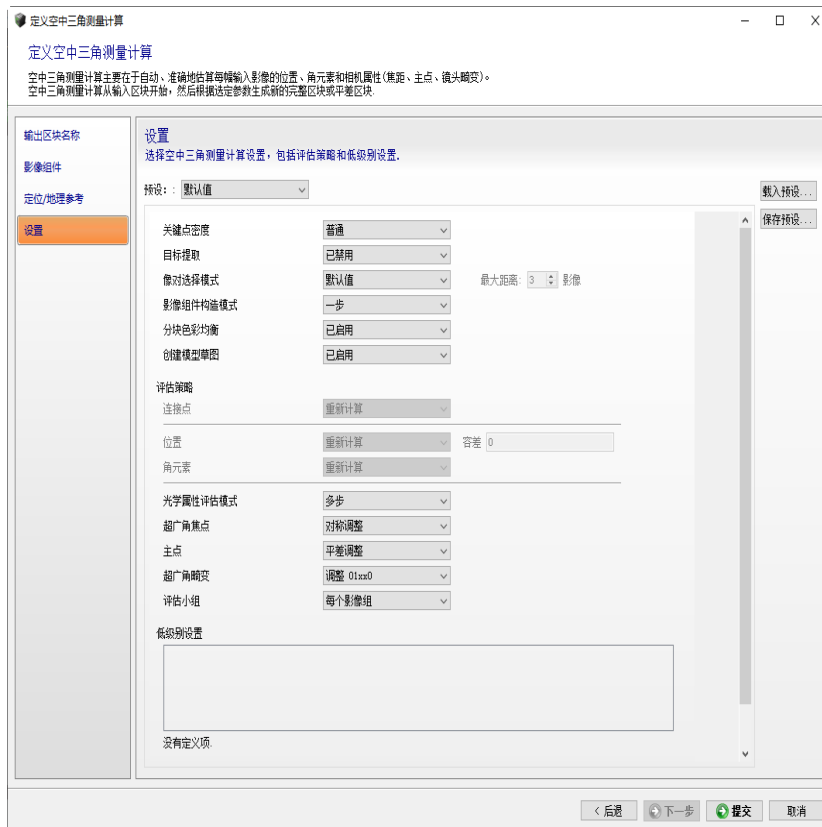 定义空中三角测量计算
定义空中三角测量计算
空中三角测量计算主要在于自动、准确地估算每幅输入影像的位置、角元素和相机属性(焦距、主点、镜头畸变)。
空中三角测量计算从输入区块开始，然后根据选定参数生成新的完整区块或平差区块.
输出区块名称
影像组件
定位/地理参考
设置
设置
选择空中三角测量计算设置，包括评估策略和低级别设置.
预设: : 默认值
载入预设...
保存预设...
关键点密度 普通
目标提取 已禁用
像对选择模式 默认值 最大距离: 3 影像
影像组件构造模式 一步
分块色彩均衡 已启用
创建模型草图 已启用
评估策略
连接点 重新计算
位置 重新计算 容差 0
角元素 重新计算
光学属性评估模式 多步
超广角焦点 对称调整
主点 平差调整
超广角畸变 调整 01xx0
评估小组 每个影像组
低级别设置
没有定义项.
< 后退 下一步 提交 取消